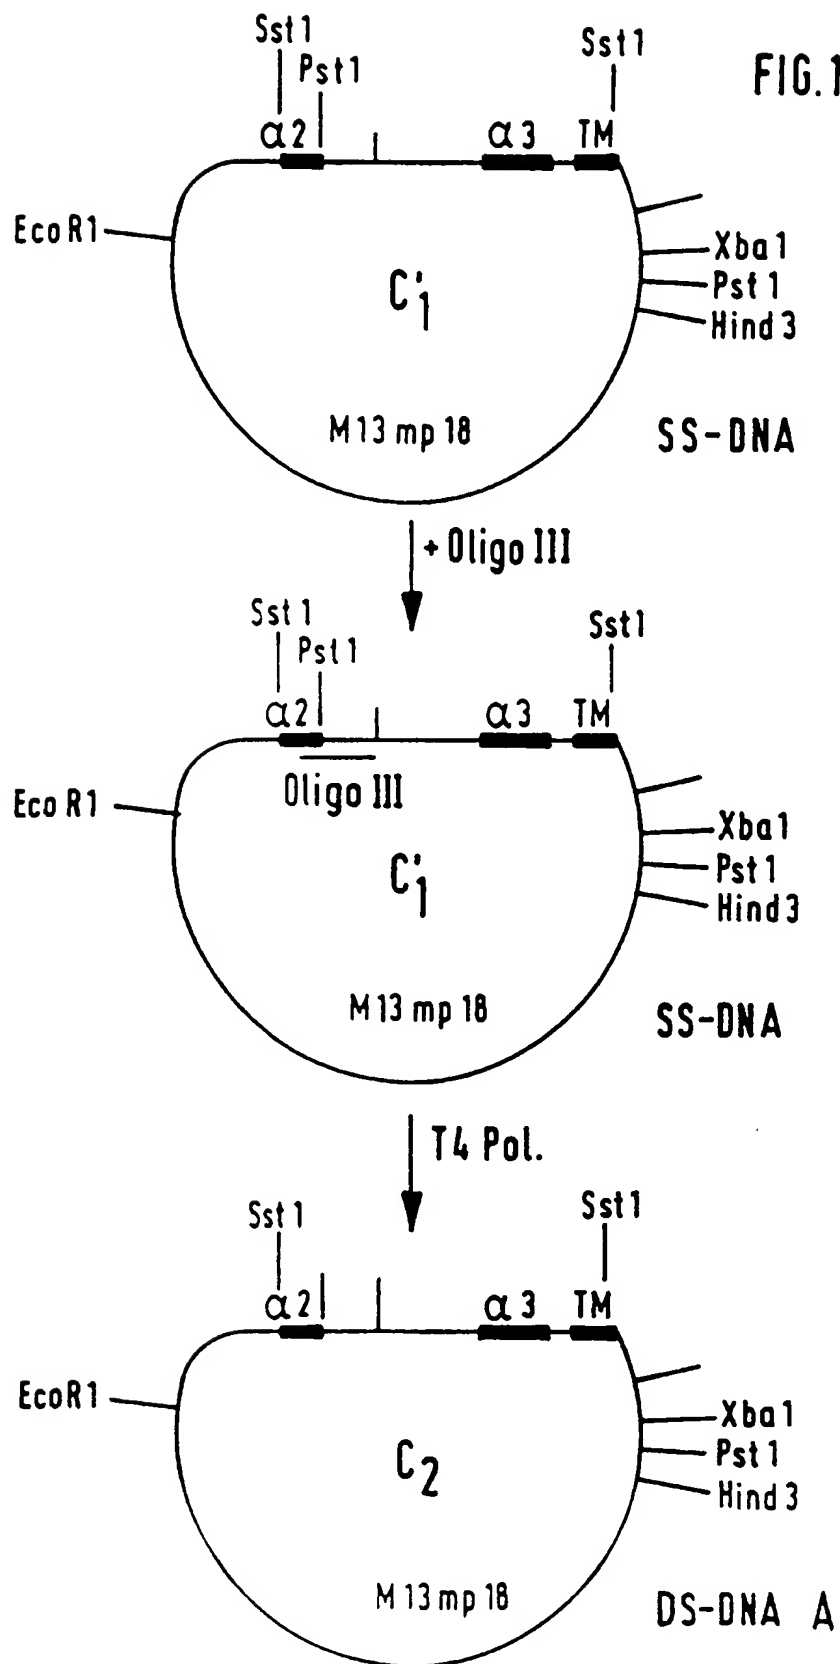 FIG.1
Sst1
Sst1
Pst1
α2
α3
TM
EcoR1
Xba1
Pst1
Hind3
C'1
M13 mp 18
SS-DNA
+ Oligo III
Sst1
Sst1
Pst1
α2
α3
TM
Oligo III
EcoR1
Xba1
Pst1
Hind3
C'1
M13 mp 18
SS-DNA
T4 Pol.
Sst1
Sst1
α2
α3
TM
EcoR1
Xba1
Pst1
Hind3
C2
M13 mp 18
DS-DNA A